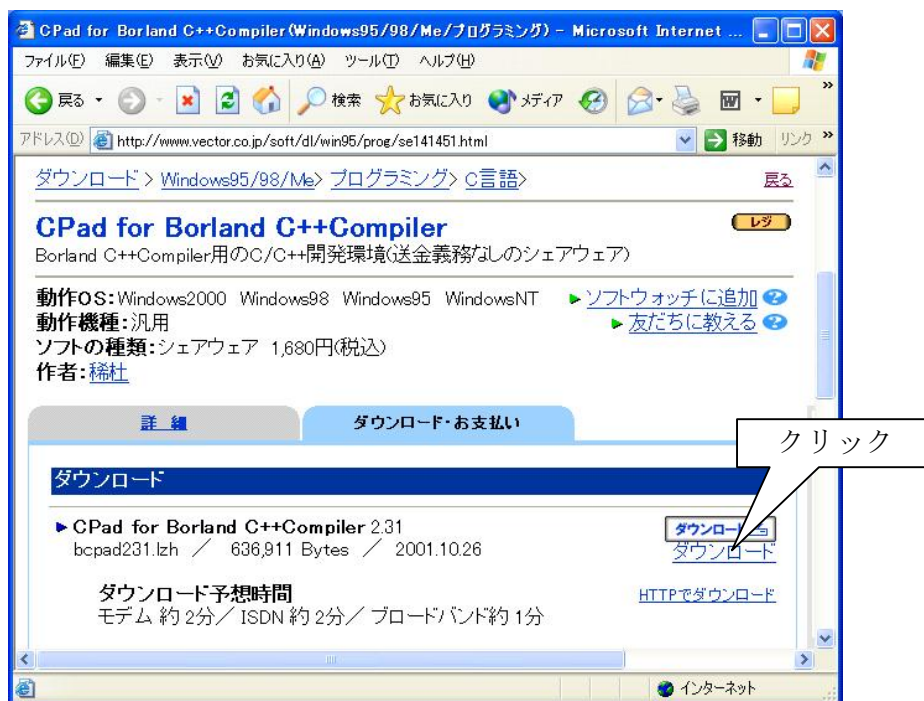 CPad for Borland C++Compiler(Windows95/98/Me/プログラミング) - Microsoft Internet ...
ファイル(F) 編集(E) 表示(V) お気に入り(A) ツール(T) ヘルプ(H)
戻る 検索 お気に入り メディア
アドレス(D) http://www.vector.co.jp/soft/dl/win95/prog/se141451.html 移動 リンク
ダウンロード > Windows95/98/Me> プログラミング> C言語> 戻る
CPad for Borland C++Compiler レジ
Borland C++Compiler用のC/C++開発環境(送金義務なしのシェアウェア)
動作OS:Windows2000 Windows98 Windows95 WindowsNT ソフトウォッチに追加 ?
動作機種:汎用 友だちに教える ?
ソフトの種類:シェアウェア 1,680円(税込)
作者:稀杜
詳 細 ダウンロード・お支払い
クリック
ダウンロード
CPad for Borland C++Compiler 2.31 ダウンロード
bcpad231.lzh / 636,911 Bytes / 2001.10.26 ダウンロード
ダウンロード予想時間 HTTPでダウンロード
モデム 約2分/ ISDN 約2分/ ブロードバンド約1分
インターネット